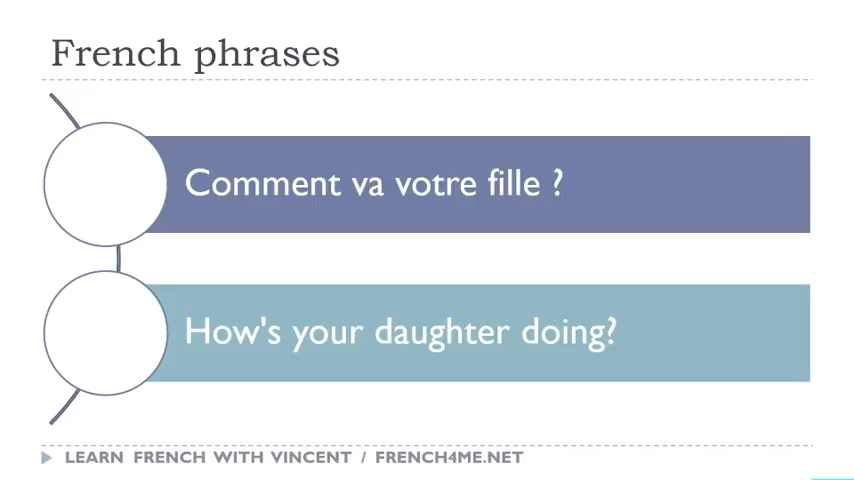 French phrases
Comment va votre fille ?
How's your daughter doing?
LEARN FRENCH WITH VINCENT / FRENCH4ME.NET